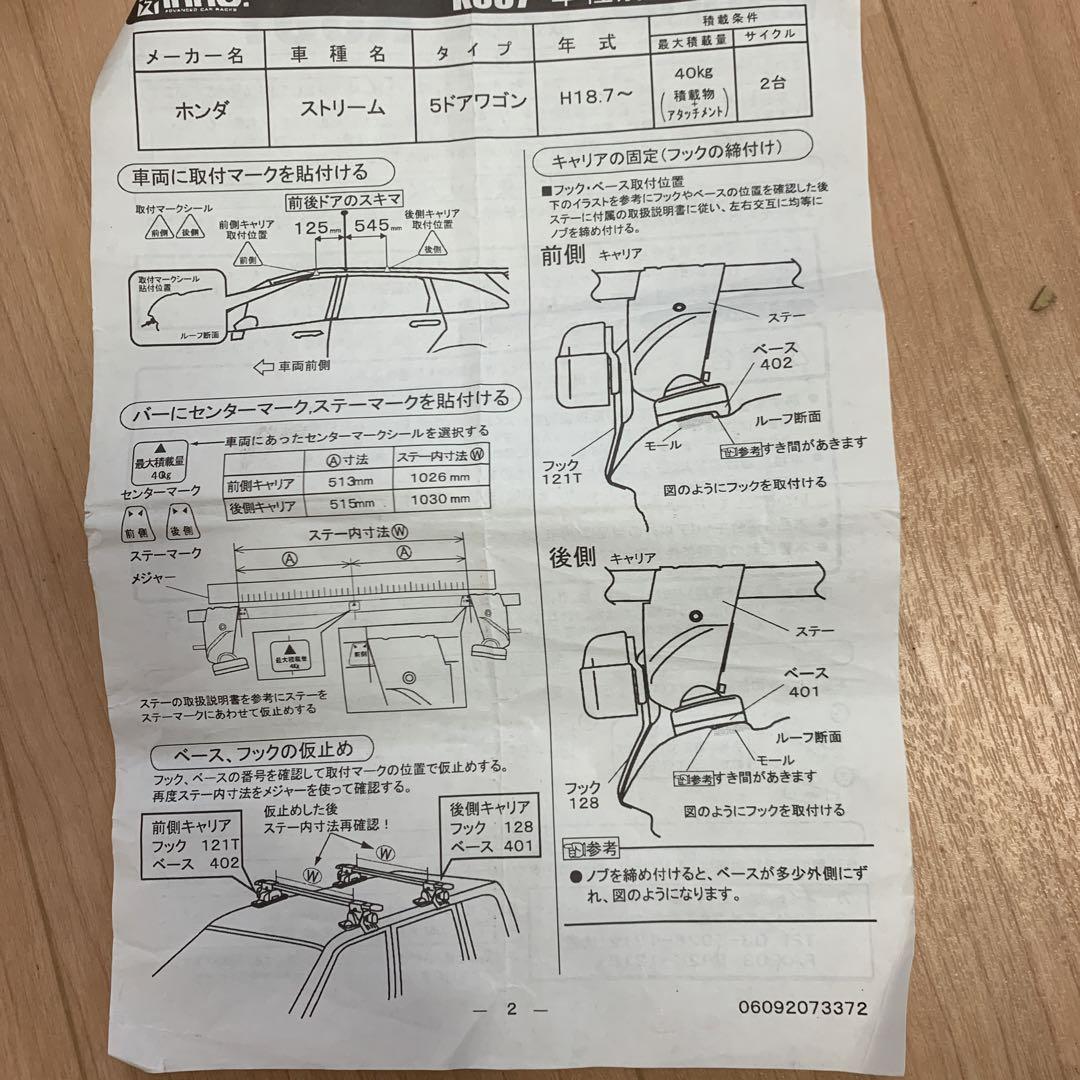 ADVANCED CAR RACKS
メーカー名 車種名 タイプ 年式 積載条件
最大積載量 サイクル
ホンダ ストリーム 5ドアワゴン H18.7～ 40kg 2台
(積載物
+
アタッチメント)
車両に取付マークを貼付ける
取付マークシール
前側 後側
前後ドアのスキマ
前側キャリア
取付位置
125mm 545mm
後側キャリア
取付位置
前側
後側
取付マークシール
貼付位置
ルーフ断面
車両前側
バーにセンターマーク,ステーマークを貼付ける
最大積載量
40kg
センターマーク
前側 後側
ステーマーク
車両にあったセンターマークシールを選択する
Ⓐ寸法 ステー内寸法Ⓦ
前側キャリア 513mm 1026mm
後側キャリア 515mm 1030mm
ステー内寸法Ⓦ
Ⓐ Ⓐ
メジャー
最大積載量
40kg
前側
ステーの取扱説明書を参考にステーを
ステーマークにあわせて仮止めする
ベース、フックの仮止め
フック、ベースの番号を確認して取付マークの位置で仮止めする。
再度ステー内寸法をメジャーを使って確認する。
前側キャリア
フック 121T
ベース 402
仮止めした後
ステー内寸法再確認！
Ⓦ Ⓦ
後側キャリア
フック 128
ベース 401
キャリアの固定(フックの締付け)
■フック・ベース取付位置
下のイラストを参考にフックやベースの位置を確認した後
ステーに付属の取扱説明書に従い、左右交互に均等に
ノブを締め付ける。
前側 キャリア
ステー
ベース
402
ルーフ断面
モール
参考 すき間があきます
フック
121T
図のようにフックを取付ける
後側 キャリア
ステー
ベース
401
ルーフ断面
モール
参考 すき間があきます
フック
128
図のようにフックを取付ける
参考
●ノブを締め付けると、ベースが多少外側にず
れ、図のようになります。
— 2 —
06092073372